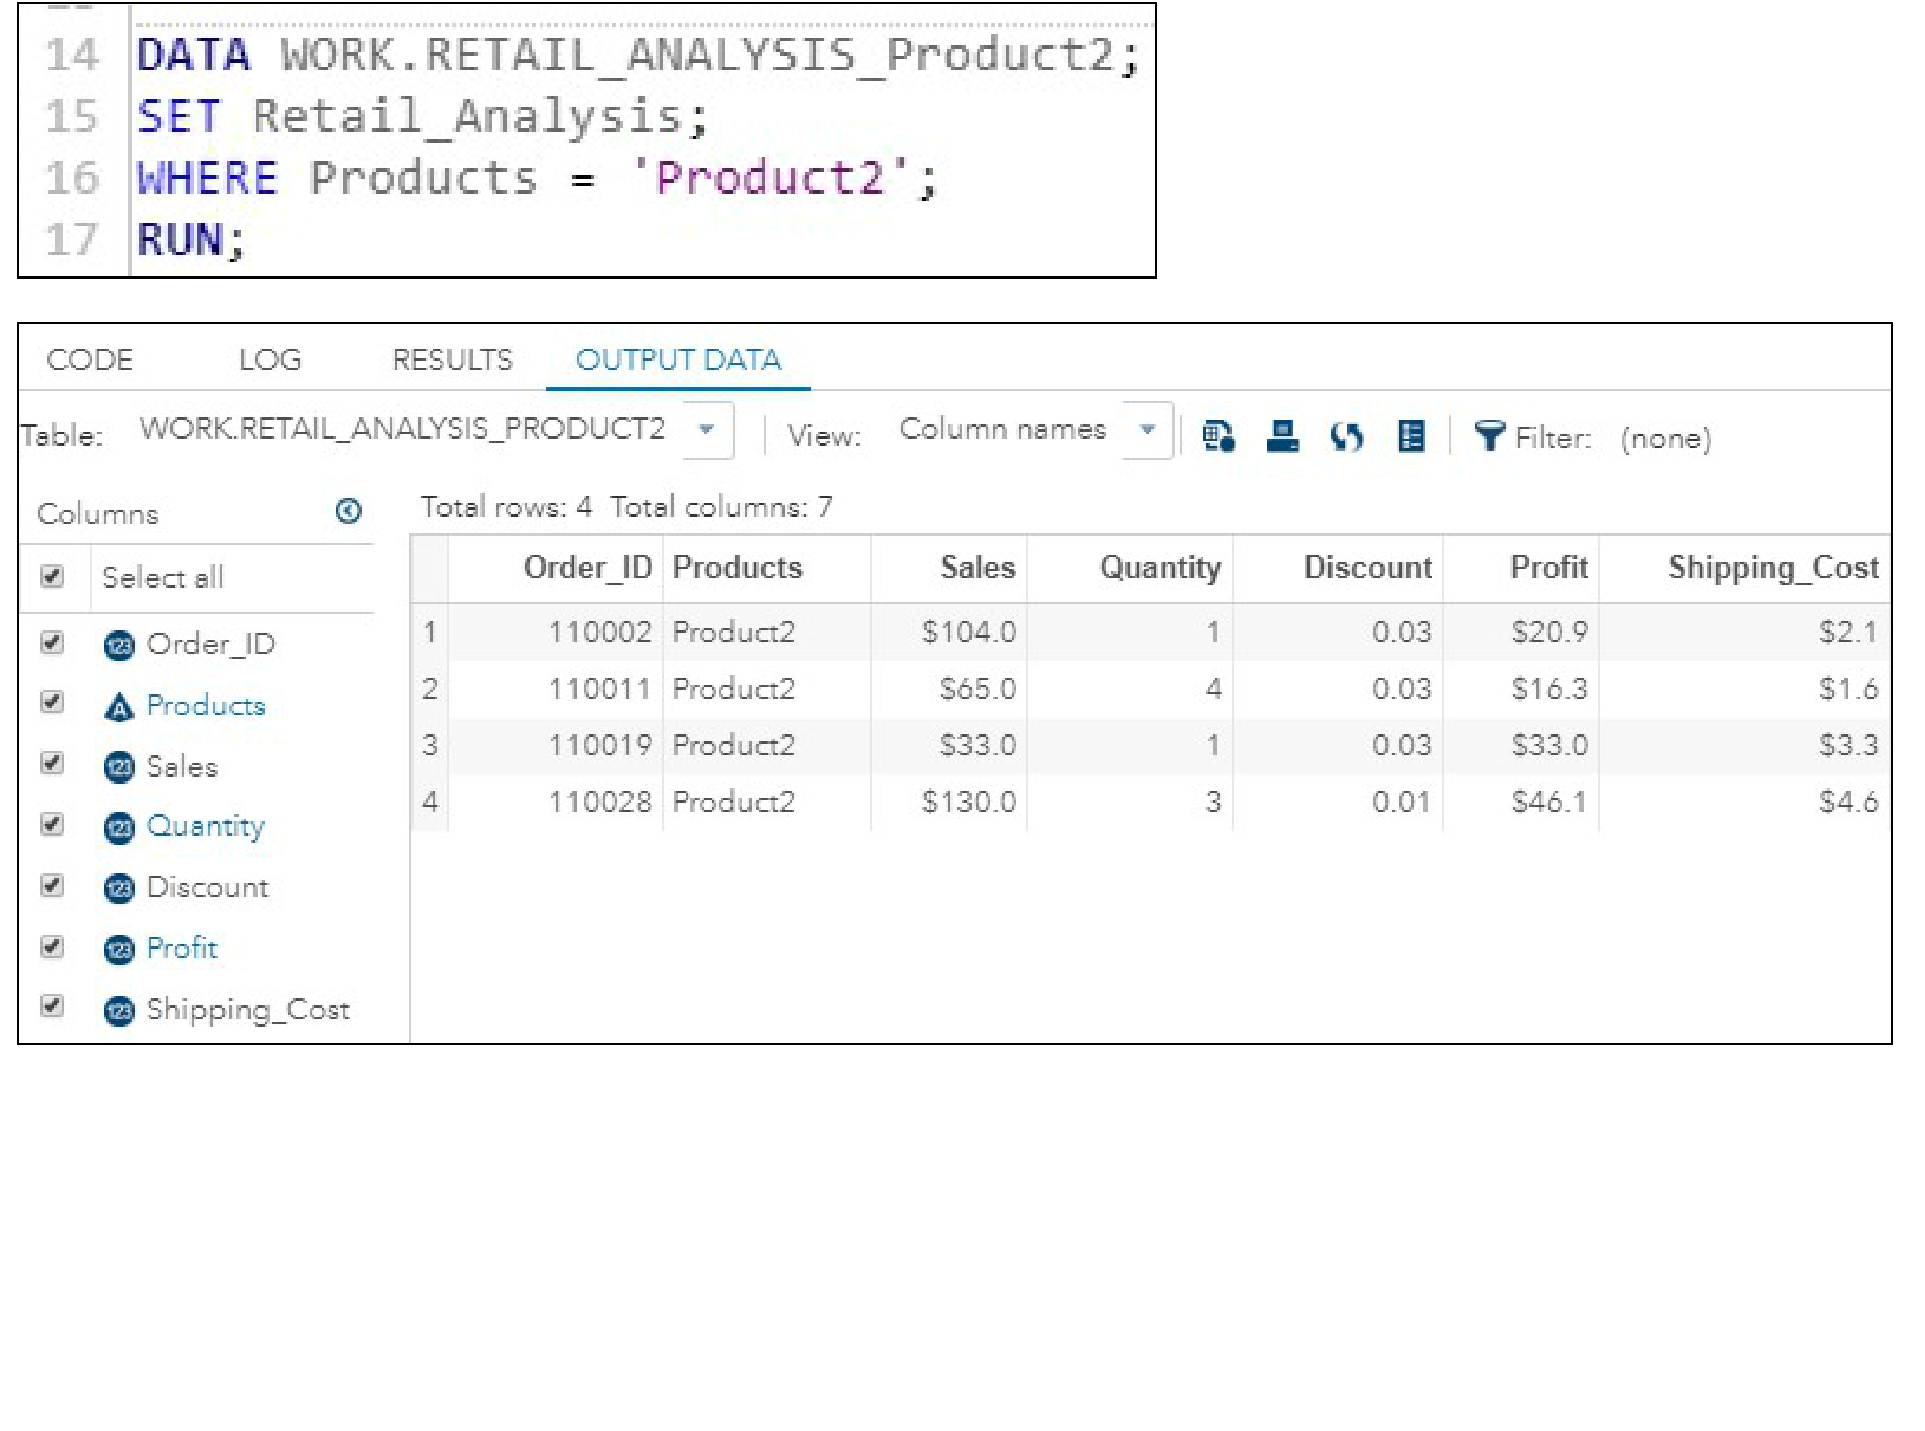 14 DATA WORK.RETAIL_ANALYSIS_Product2;
15 SET Retail_Analysis;
16 WHERE Products = 'Product2';
17 RUN;
CODE LOG RESULTS OUTPUT DATA
Table: WORK.RETAIL_ANALYSIS_PRODUCT2 View: Column names Filter: (none)
Columns
Select all
Order_ID
Products
Sales
Quantity
Discount
Profit
Shipping_Cost
Total rows: 4 Total columns: 7
Order_ID Products Sales Quantity Discount Profit Shipping_Cost
1 110002 Product2 $104.0 1 0.03 $20.9 $2.1
2 110011 Product2 $65.0 4 0.03 $16.3 $1.6
3 110019 Product2 $33.0 1 0.03 $33.0 $3.3
4 110028 Product2 $130.0 3 0.01 $46.1 $4.6